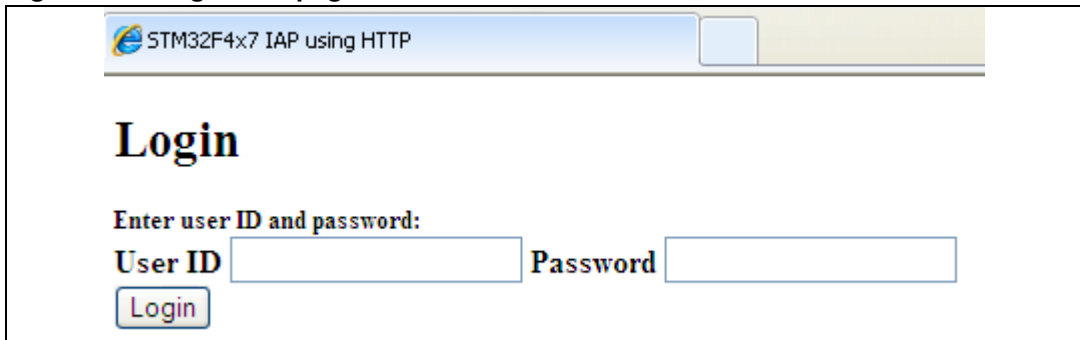 STM32F4x7 IAP using HTTP
Login
Enter user ID and password:
User ID Password
Login